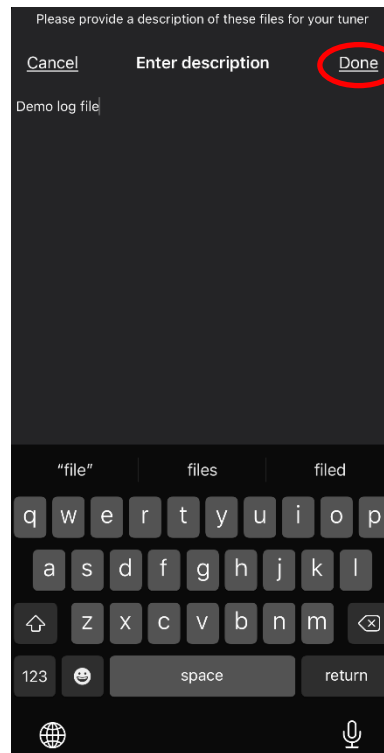 Please provide a description of these files for your tuner
Cancel Enter description Done
Demo log file
“file” files filed
q w e r t y u i o p
a s d f g h j k l
z x c v b n m
123 space return